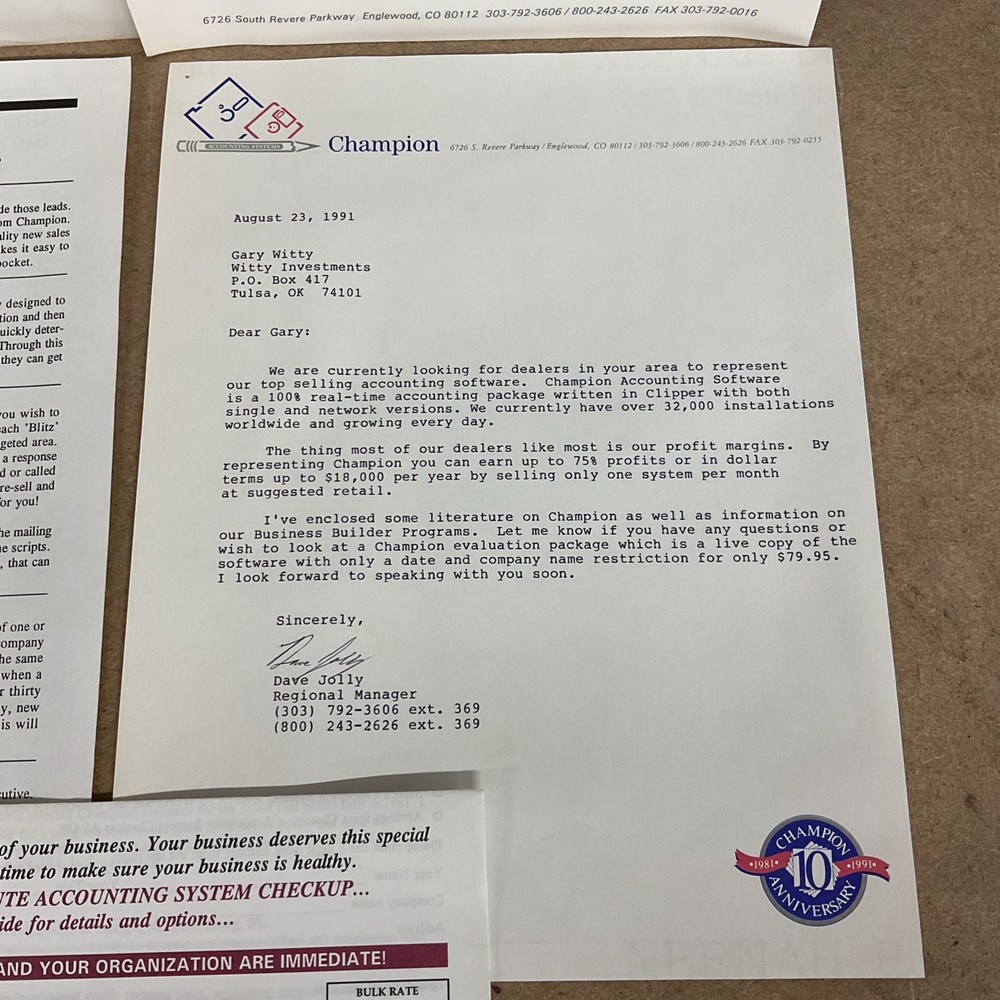 6726 South Revere Parkway Englewood, CO 80112 303-792-3606 / 800-243-2626 FAX 303-792-0016
de those leads.
om Champion.
ality new sales
kes it easy to
pocket.
designed to
tion and then
uickly deter-
Through this
they can get
you wish to
each 'Blitz'
geted area.
a response
d or called
re-sell and
for you!
he mailing
e scripts.
, that can
of one or
ompany
he same
when a
r thirty
y, new
is will
utive.
ACCOUNTING SYSTEMS
Champion 6726 S. Revere Parkway / Englewood, CO 80112 / 303-792-3606 / 800-243-2626 FAX 303-792-0255
August 23, 1991
Gary Witty
Witty Investments
P.O. Box 417
Tulsa, OK 74101
Dear Gary:
We are currently looking for dealers in your area to represent
our top selling accounting software. Champion Accounting Software
is a 100% real-time accounting package written in Clipper with both
single and network versions. We currently have over 32,000 installations
worldwide and growing every day.
The thing most of our dealers like most is our profit margins. By
representing Champion you can earn up to 75% profits or in dollar
terms up to $18,000 per year by selling only one system per month
at suggested retail.
I've enclosed some literature on Champion as well as information on
our Business Builder Programs. Let me know if you have any questions or
wish to look at a Champion evaluation package which is a live copy of the
software with only a date and company name restriction for only $79.95.
I look forward to speaking with you soon.
Sincerely,
Dave Jolly
Dave Jolly
Regional Manager
(303) 792-3606 ext. 369
(800) 243-2626 ext. 369
CHAMPION
1981 10 1991
ANNIVERSARY
of your business. Your business deserves this special
time to make sure your business is healthy.
UTE ACCOUNTING SYSTEM CHECKUP...
ide for details and options...
AND YOUR ORGANIZATION ARE IMMEDIATE!
BULK RATE